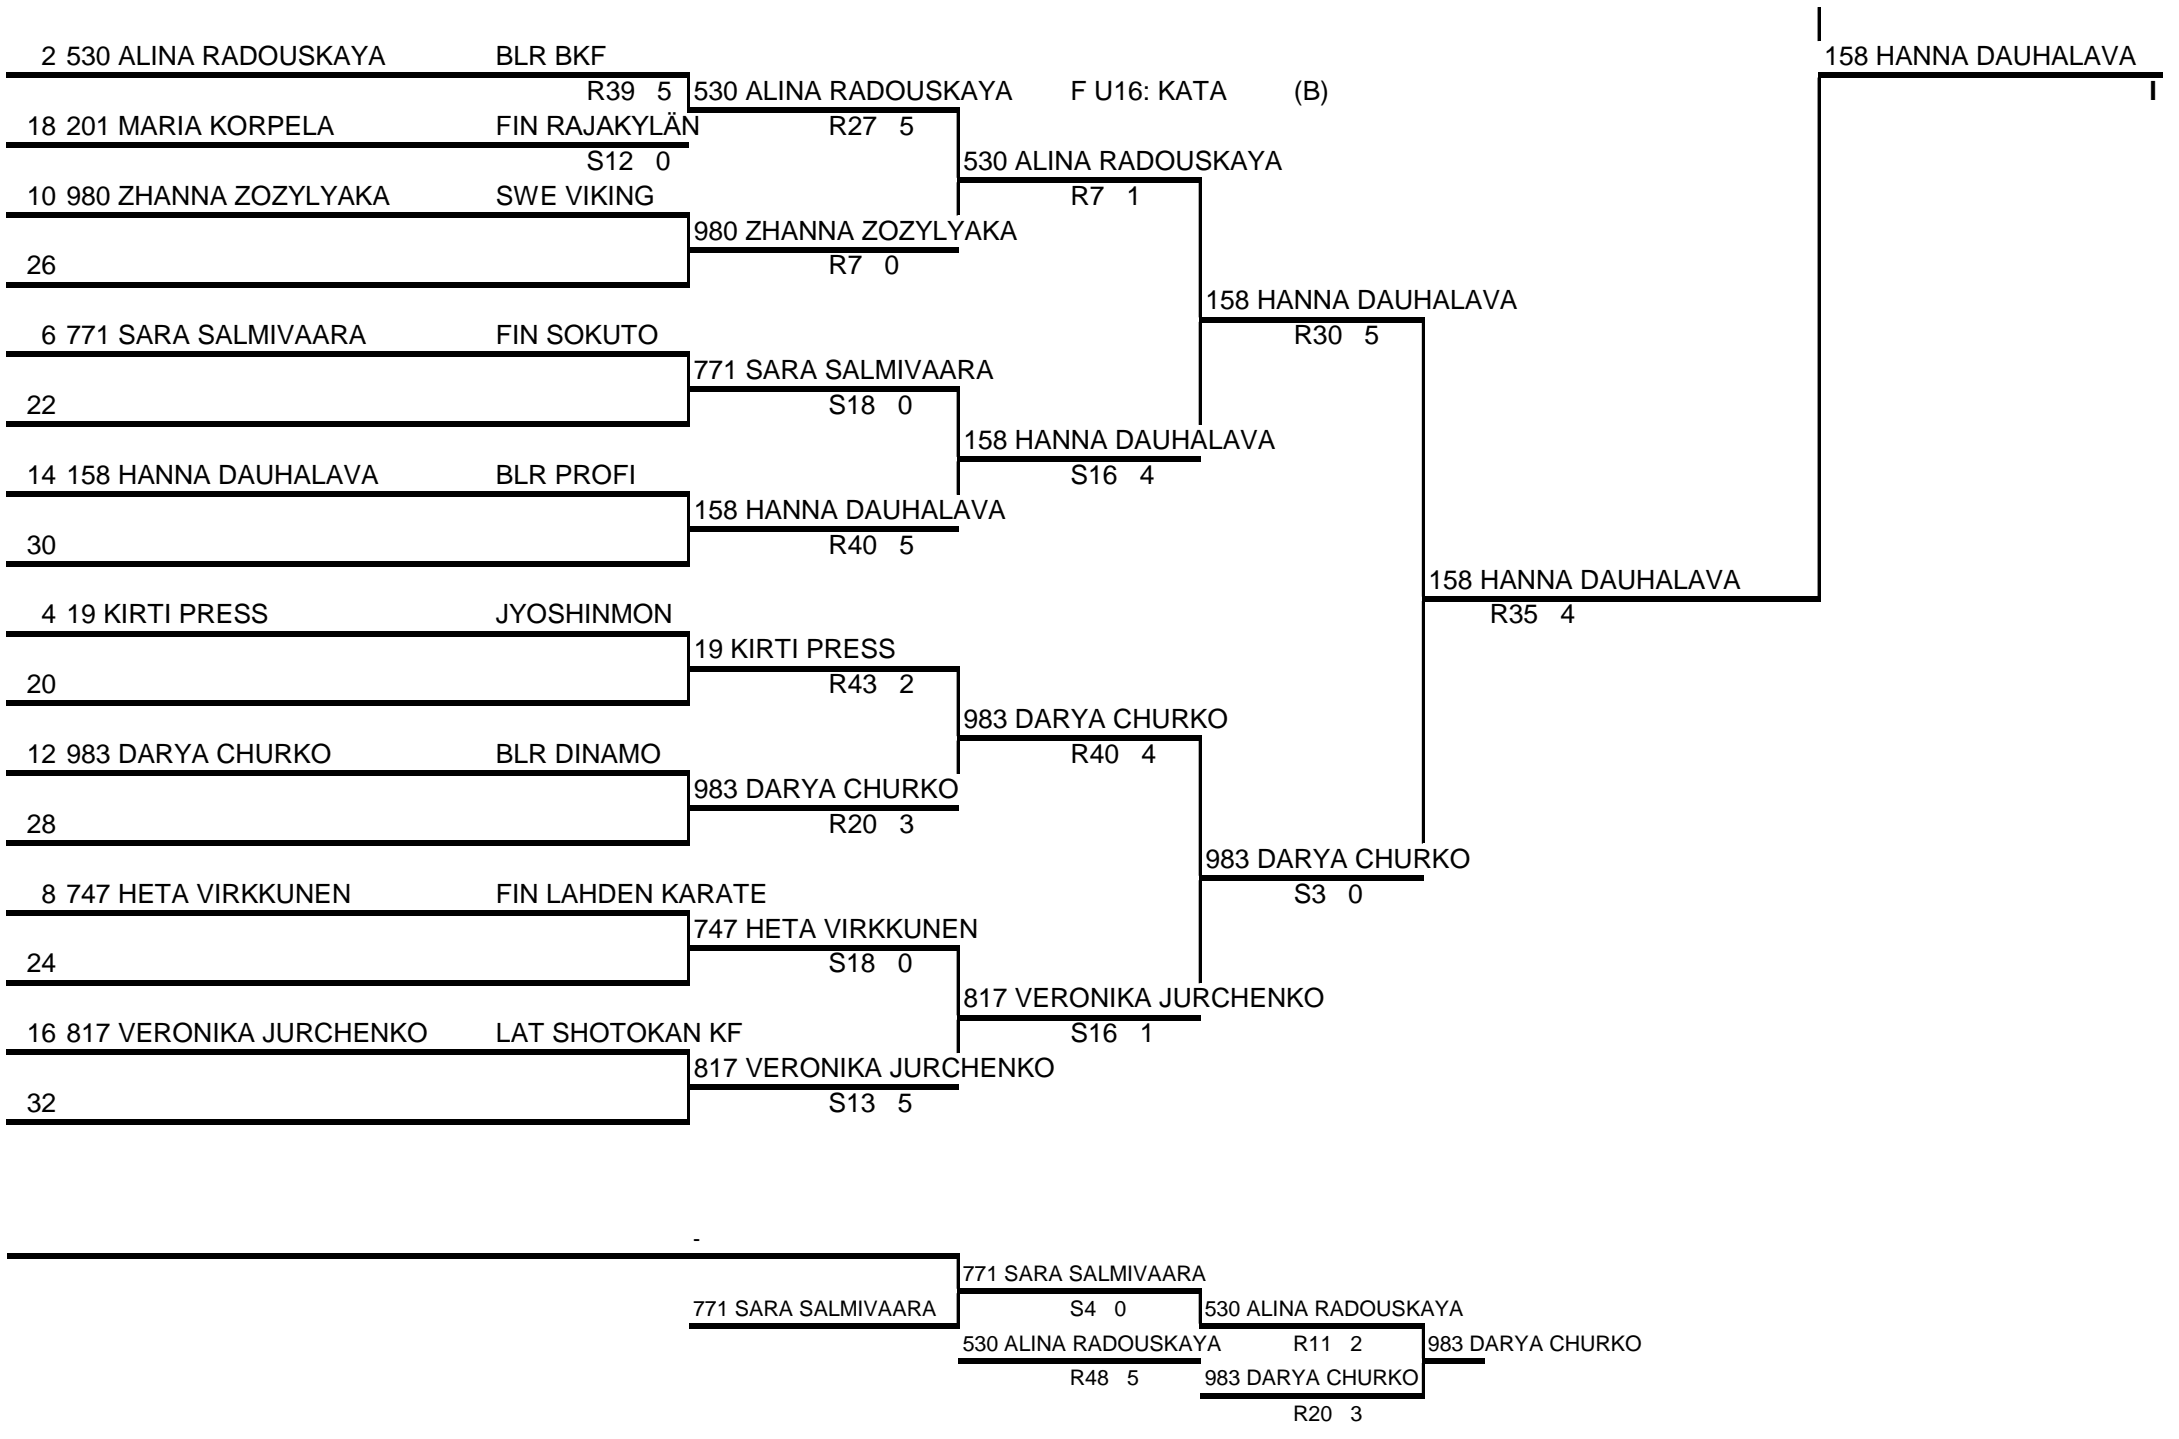 2 530 ALINA RADOUSKAYA BLR BKF 158 HANNA DAUHALAVA
R39 5 530 ALINA RADOUSKAYA F U16: KATA (B) I
18 201 MARIA KORPELA FIN RAJAKYLÄN R27 5
S12 0 530 ALINA RADOUSKAYA
10 980 ZHANNA ZOZYLYAKA SWE VIKING R7 1
980 ZHANNA ZOZYLYAKA
26 R7 0
158 HANNA DAUHALAVA
6 771 SARA SALMIVAARA FIN SOKUTO R30 5
771 SARA SALMIVAARA
22 S18 0
158 HANNA DAUHALAVA
14 158 HANNA DAUHALAVA BLR PROFI S16 4
158 HANNA DAUHALAVA
30 R40 5
158 HANNA DAUHALAVA
4 19 KIRTI PRESS JYOSHINMON R35 4
19 KIRTI PRESS
20 R43 2
983 DARYA CHURKO
12 983 DARYA CHURKO BLR DINAMO R40 4
983 DARYA CHURKO
28 R20 3
983 DARYA CHURKO
8 747 HETA VIRKKUNEN FIN LAHDEN KARATE S3 0
747 HETA VIRKKUNEN
24 S18 0
817 VERONIKA JURCHENKO
16 817 VERONIKA JURCHENKO LAT SHOTOKAN KF S16 1
817 VERONIKA JURCHENKO
32 S13 5
-
771 SARA SALMIVAARA
771 SARA SALMIVAARA S4 0 530 ALINA RADOUSKAYA
530 ALINA RADOUSKAYA R11 2 983 DARYA CHURKO
R48 5 983 DARYA CHURKO
R20 3